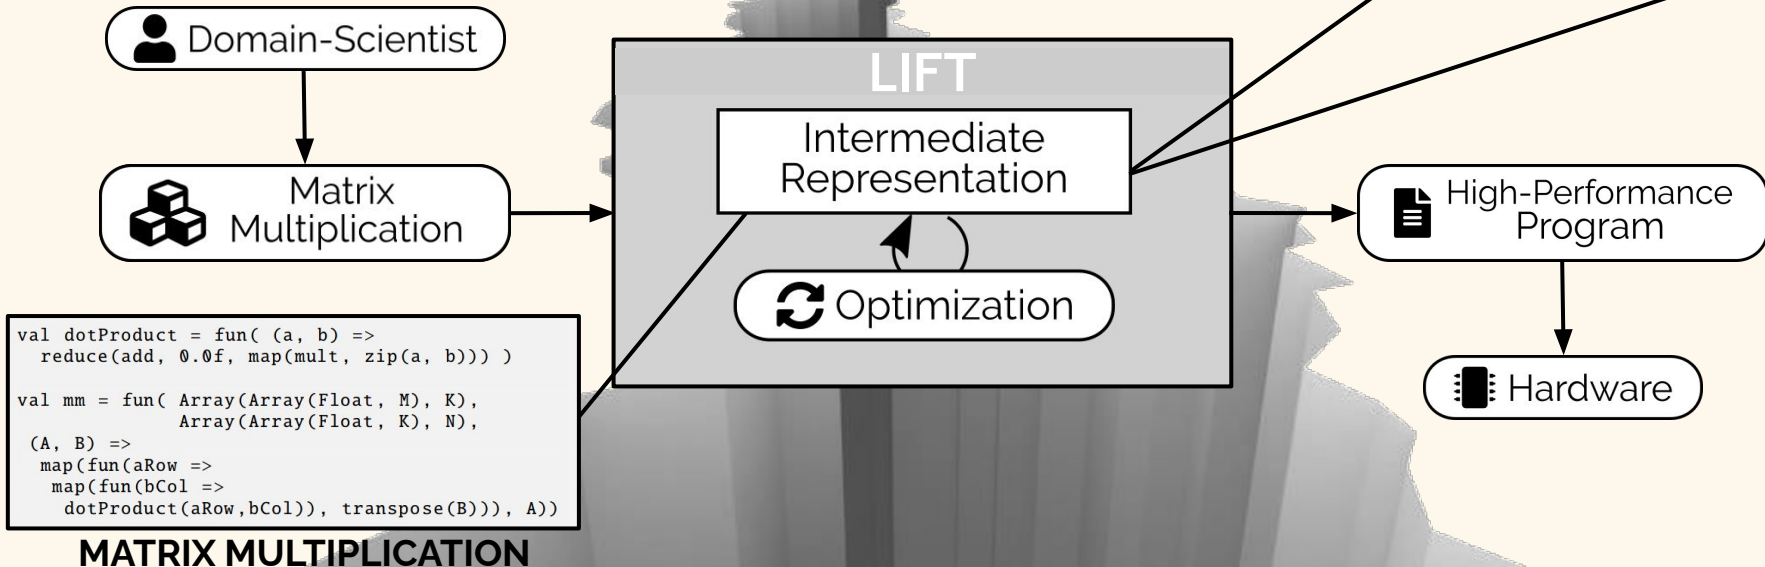 Domain-Scientist
LIFT
Intermediate
Representation
Matrix
Multiplication
High-Performance
Program
Optimization
Hardware
val dotProduct = fun( (a, b) =>
reduce(add, 0.0f, map(mult, zip(a, b))) )
val mm = fun( Array(Array(Float, M), K),
Array(Array(Float, K), N),
(A, B) =>
map(fun(aRow =>
map(fun(bCol =>
dotProduct(aRow,bCol)), transpose(B))), A))
MATRIX MULTIPLICATION